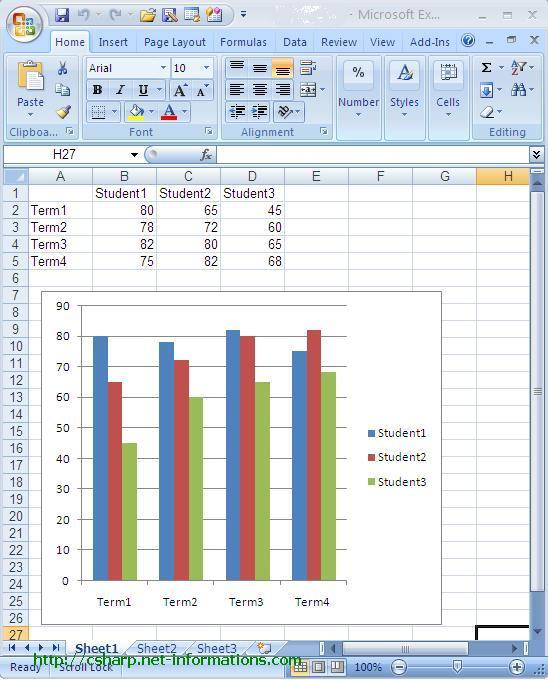 - Microsoft Ex...
Home Insert Page Layout Formulas Data Review View Add-Ins
Paste Arial 10 % Number Styles Cells
B I U
Clipboa... Font Alignment Editing
H27 fx
A B C D E F G H
1 Student1 Student2 Student3
2 Term1 80 65 45
3 Term2 78 72 60
4 Term3 82 80 65
5 Term4 75 82 68
6
7
8
9
10
11
12
13
14
15
16
17
18
19
20
21
22
23
24
25
26
27
90
80
70
60
50
40
30
20
10
0
Term1 Term2 Term3 Term4
Student1
Student2
Student3
Sheet1 Sheet2 Sheet3
Ready Scroll Lock 100%
http://csharp.net-informations.com